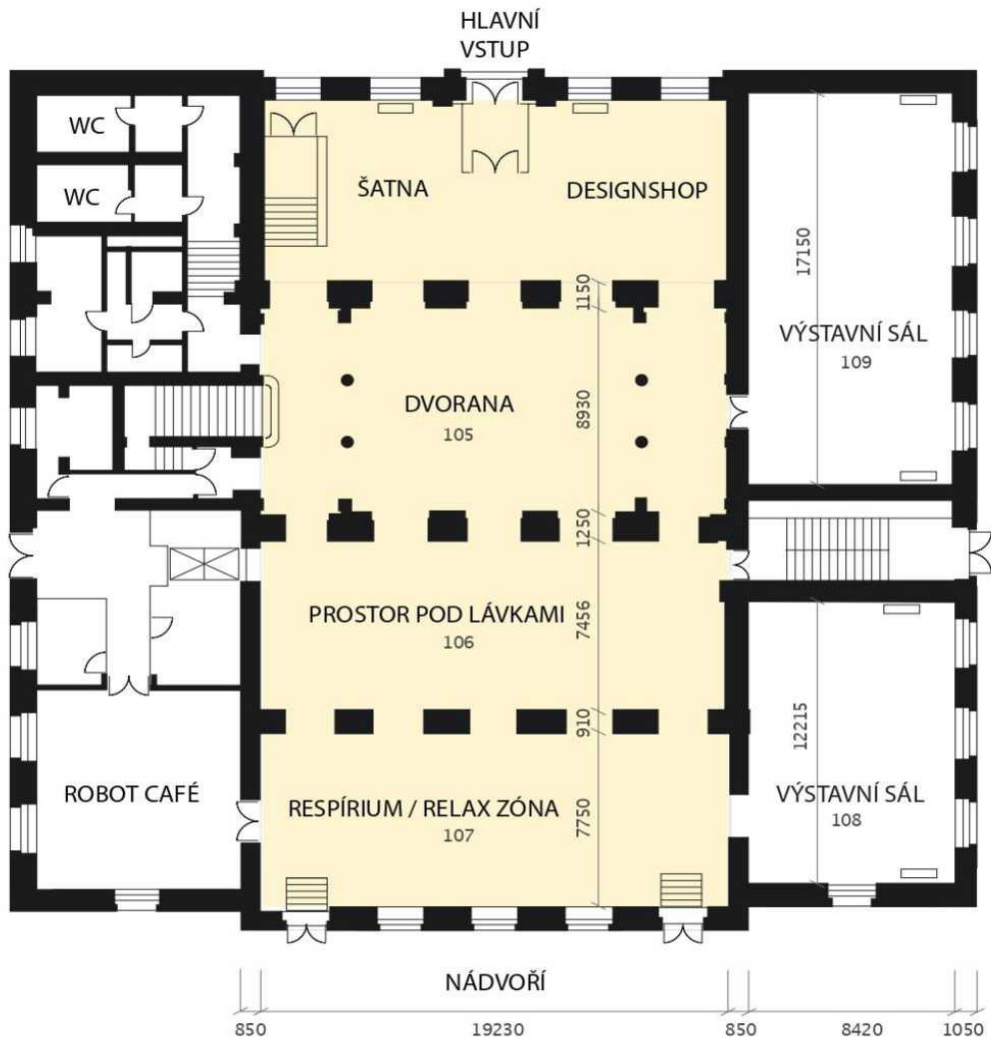 HLAVNÍ
VSTUP
WC
WC
ŠATNA
DESIGNSHOP
17150
1150
VÝSTAVNÍ SÁL
109
DVORANA
105
8930
1250
PROSTOR POD LÁVKAMI
106
7456
910
12215
ROBOT CAFÉ
RESPÍRIUM / RELAX ZÓNA
107
7750
VÝSTAVNÍ SÁL
108
NÁDVOŘÍ
850
19230
850
8420
1050